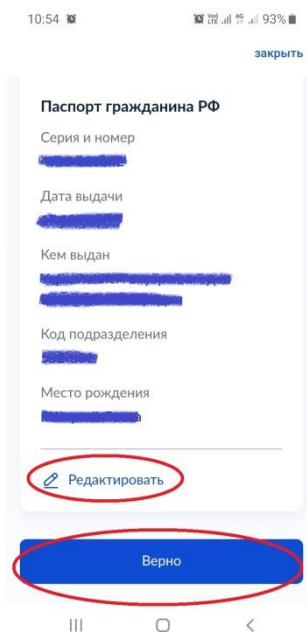 10:54 93%
закрыть
Паспорт гражданина РФ
Серия и номер
Дата выдачи
Кем выдан
Код подразделения
Место рождения
Редактировать
Верно